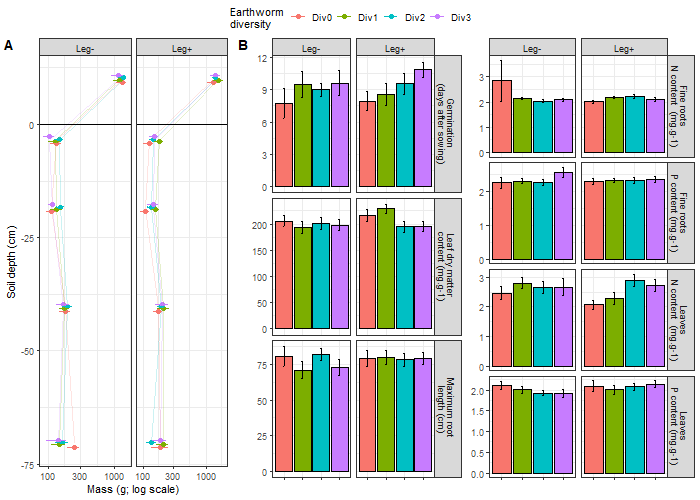 Earthworm
diversity
Div0 Div1 Div2 Div3
A
Leg- Leg+
0
-25
-50
-75
Soil depth (cm)
100 300 1000 100 300 1000
Mass (g; log scale)
B
Leg- Leg+
12
9
6
3
0
Germination
(days after sowing)
200
150
100
50
0
Leaf dry matter
content (mg.g-1)
75
50
25
0
Maximum root
length (cm)
Leg- Leg+
3
2
1
0
Fine roots
N content (mg.g-1)
2
1
0
Fine roots
P content (mg.g-1)
3
2
1
0
Leaves
N content (mg.g-1)
2.0
1.5
1.0
0.5
0.0
Leaves
P content (mg.g-1)